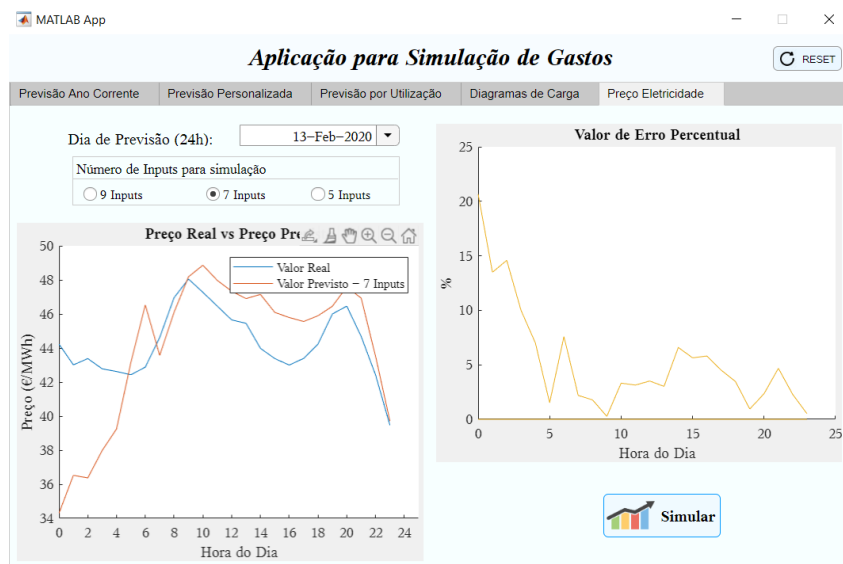 MATLAB App
Aplicação para Simulação de Gastos
RESET
Previsão Ano Corrente Previsão Personalizada Previsão por Utilização Diagramas de Carga Preço Eletricidade
Dia de Previsão (24h): 13-Feb-2020
Número de Inputs para simulação
9 Inputs 7 Inputs 5 Inputs
Preço Real vs Preço Pre
Valor Real
Valor Previsto - 7 Inputs
50
48
46
44
42
40
38
36
34
Preço (€/MWh)
0 2 4 6 8 10 12 14 16 18 20 22 24
Hora do Dia
Valor de Erro Percentual
25
20
15
10
5
0
%
0 5 10 15 20 25
Hora do Dia
Simular